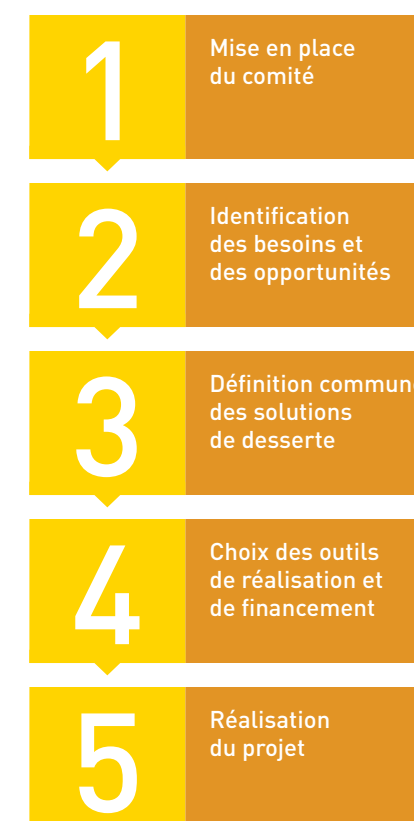 1
Mise en place
du comité
2
Identification
des besoins et
des opportunités
3
Définition commune
des solutions
de desserte
4
Choix des outils
de réalisation et
de financement
5
Réalisation
du projet